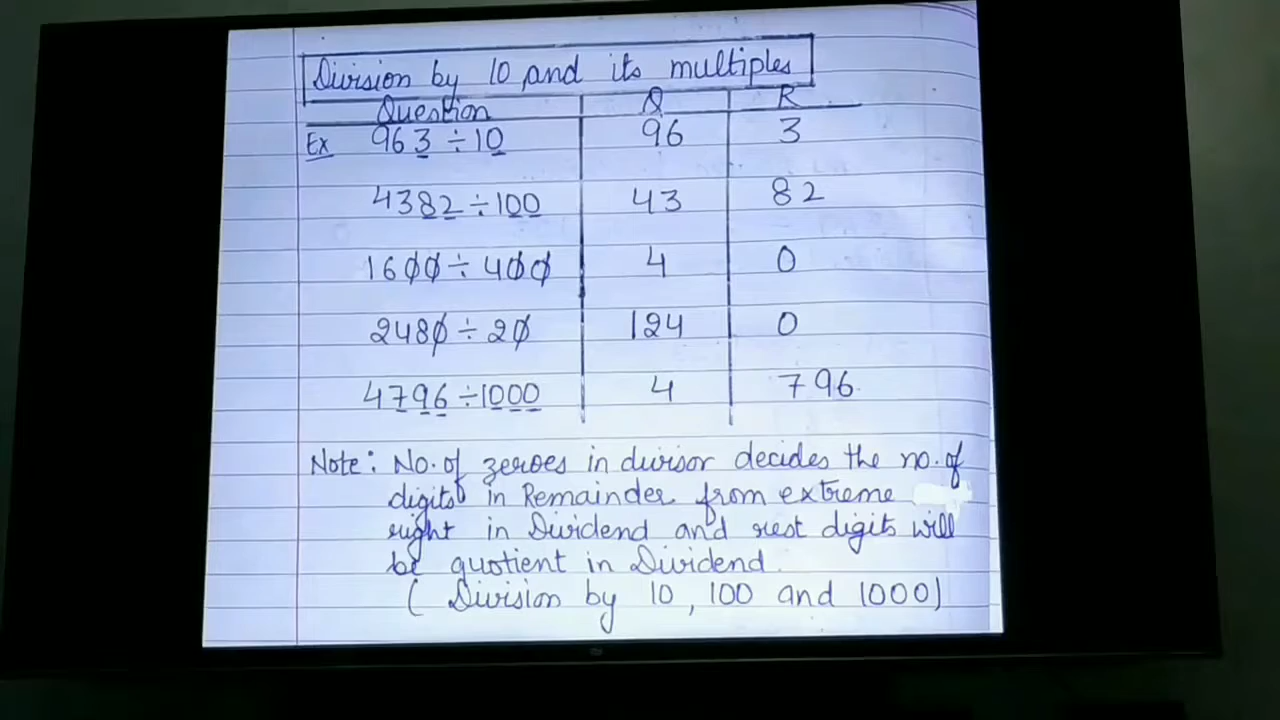 Division by 10 and its multiples
Question Q R
Ex 963 ÷ 10 96 3
4382 ÷ 100 43 82
1600 ÷ 400 4 0
2480 ÷ 20 124 0
4796 ÷ 1000 4 796
Note: No. of zeroes in divisor decides the no. of
digits in Remainder from extreme
right in Dividend and rest digits will
be quotient in Dividend.
( Division by 10, 100 and 1000)